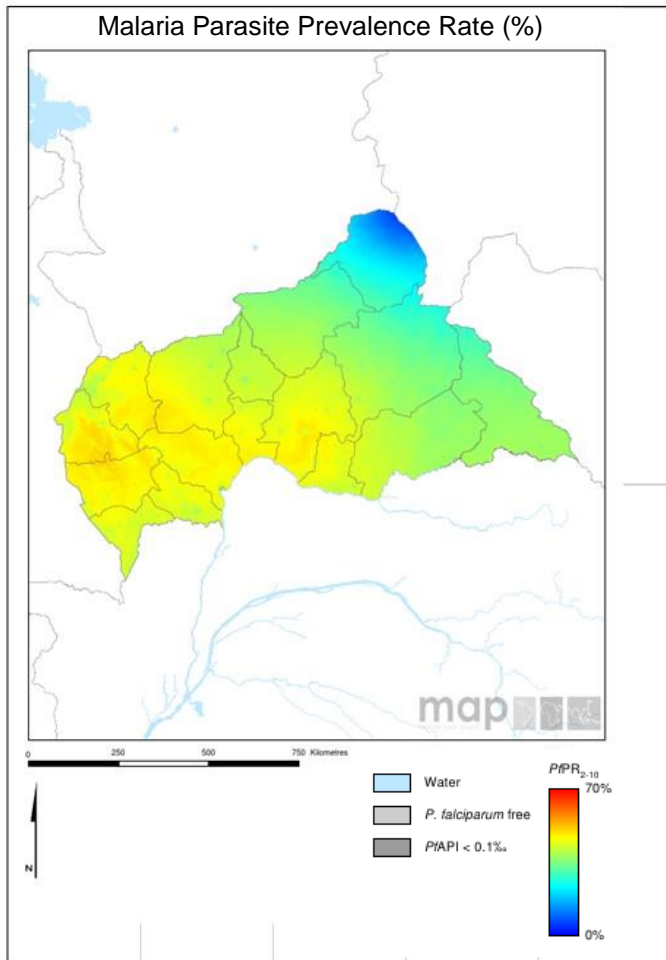 Malaria Parasite Prevalence Rate (%)
map
0 250 500 750 Kilometres
N
Water
P. falciparum free
PfAPI < 0.1‰
PfPR2-10
70%
0%